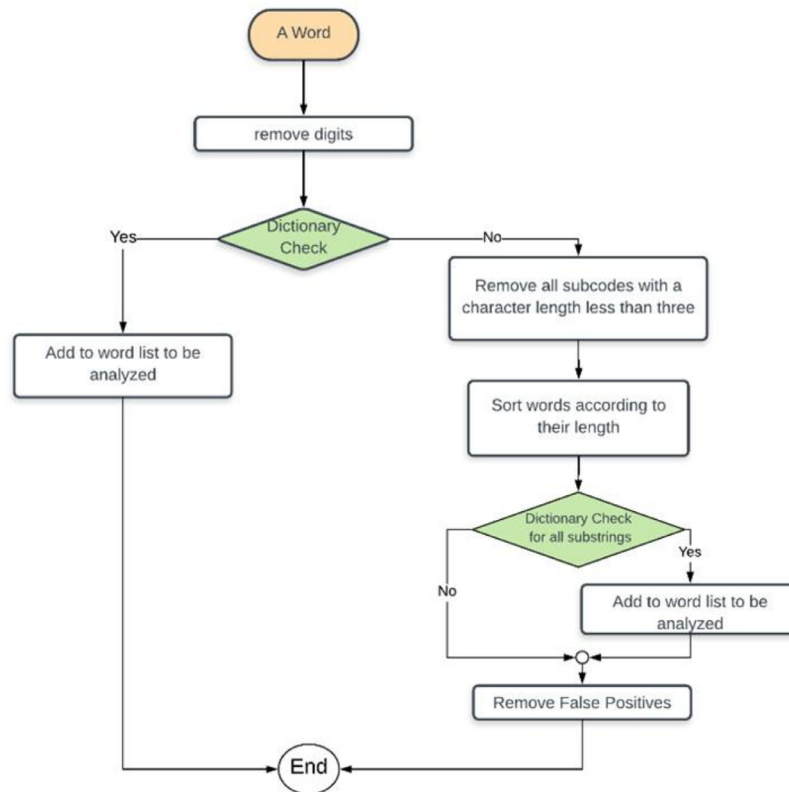 A Word
remove digits
Dictionary
Check
Yes
No
Remove all subcodes with a
character length less than three
Add to word list to be
analyzed
Sort words according to
their length
Dictionary Check
for all substrings
Yes
No
Add to word list to be
analyzed
Remove False Positives
End